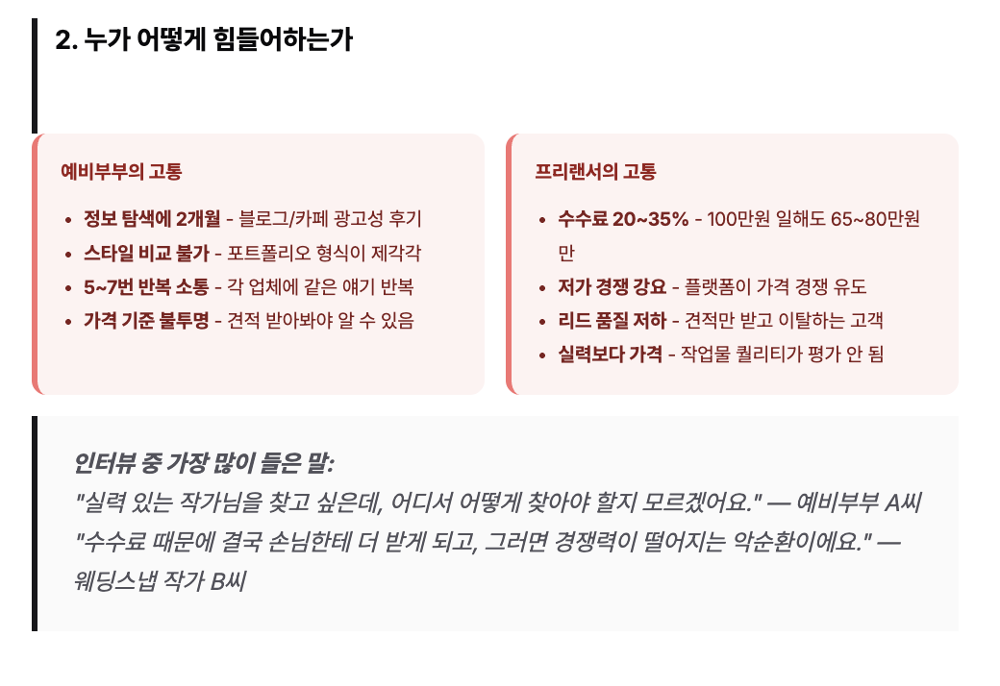 2. 누가 어떻게 힘들어하는가
예비부부의 고통
• 정보 탐색에 2개월 - 블로그/카페 광고성 후기
• 스타일 비교 불가 - 포트폴리오 형식이 제각각
• 5~7번 반복 소통 - 각 업체에 같은 얘기 반복
• 가격 기준 불투명 - 견적 받아봐야 알 수 있음
프리랜서의 고통
• 수수료 20~35% - 100만원 일해도 65~80만원
만
• 저가 경쟁 강요 - 플랫폼이 가격 경쟁 유도
• 리드 품질 저하 - 견적만 받고 이탈하는 고객
• 실력보다 가격 - 작업물 퀄리티가 평가 안 됨
인터뷰 중 가장 많이 들은 말:
"실력 있는 작가님을 찾고 싶은데, 어디서 어떻게 찾아야 할지 모르겠어요." — 예비부부 A씨
"수수료 때문에 결국 손님한테 더 받게 되고, 그러면 경쟁력이 떨어지는 악순환이에요." —
웨딩스냅 작가 B씨